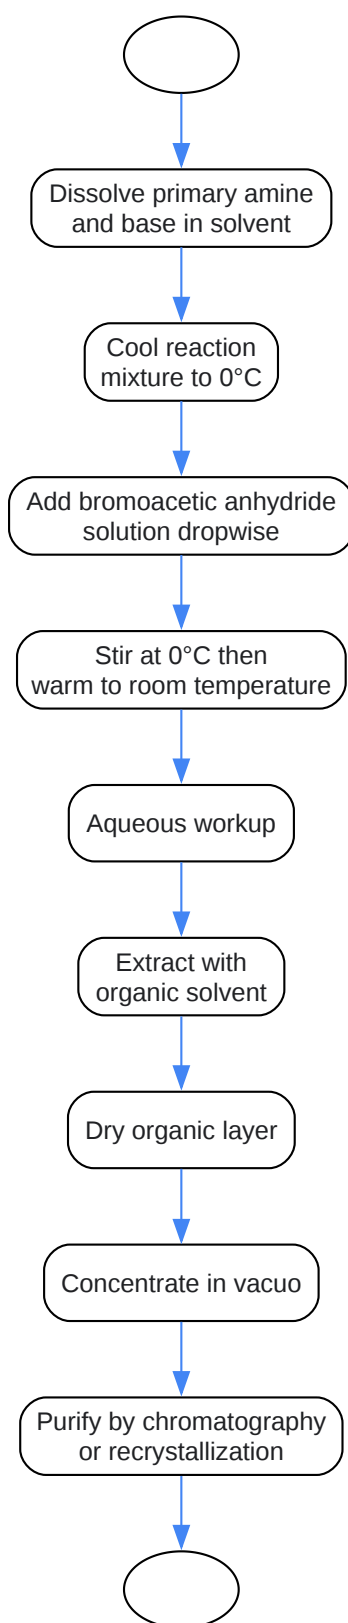 Dissolve primary amine
and base in solvent
Cool reaction
mixture to 0°C
Add bromoacetic anhydride
solution dropwise
Stir at 0°C then
warm to room temperature
Aqueous workup
Extract with
organic solvent
Dry organic layer
Concentrate in vacuo
Purify by chromatography
or recrystallization